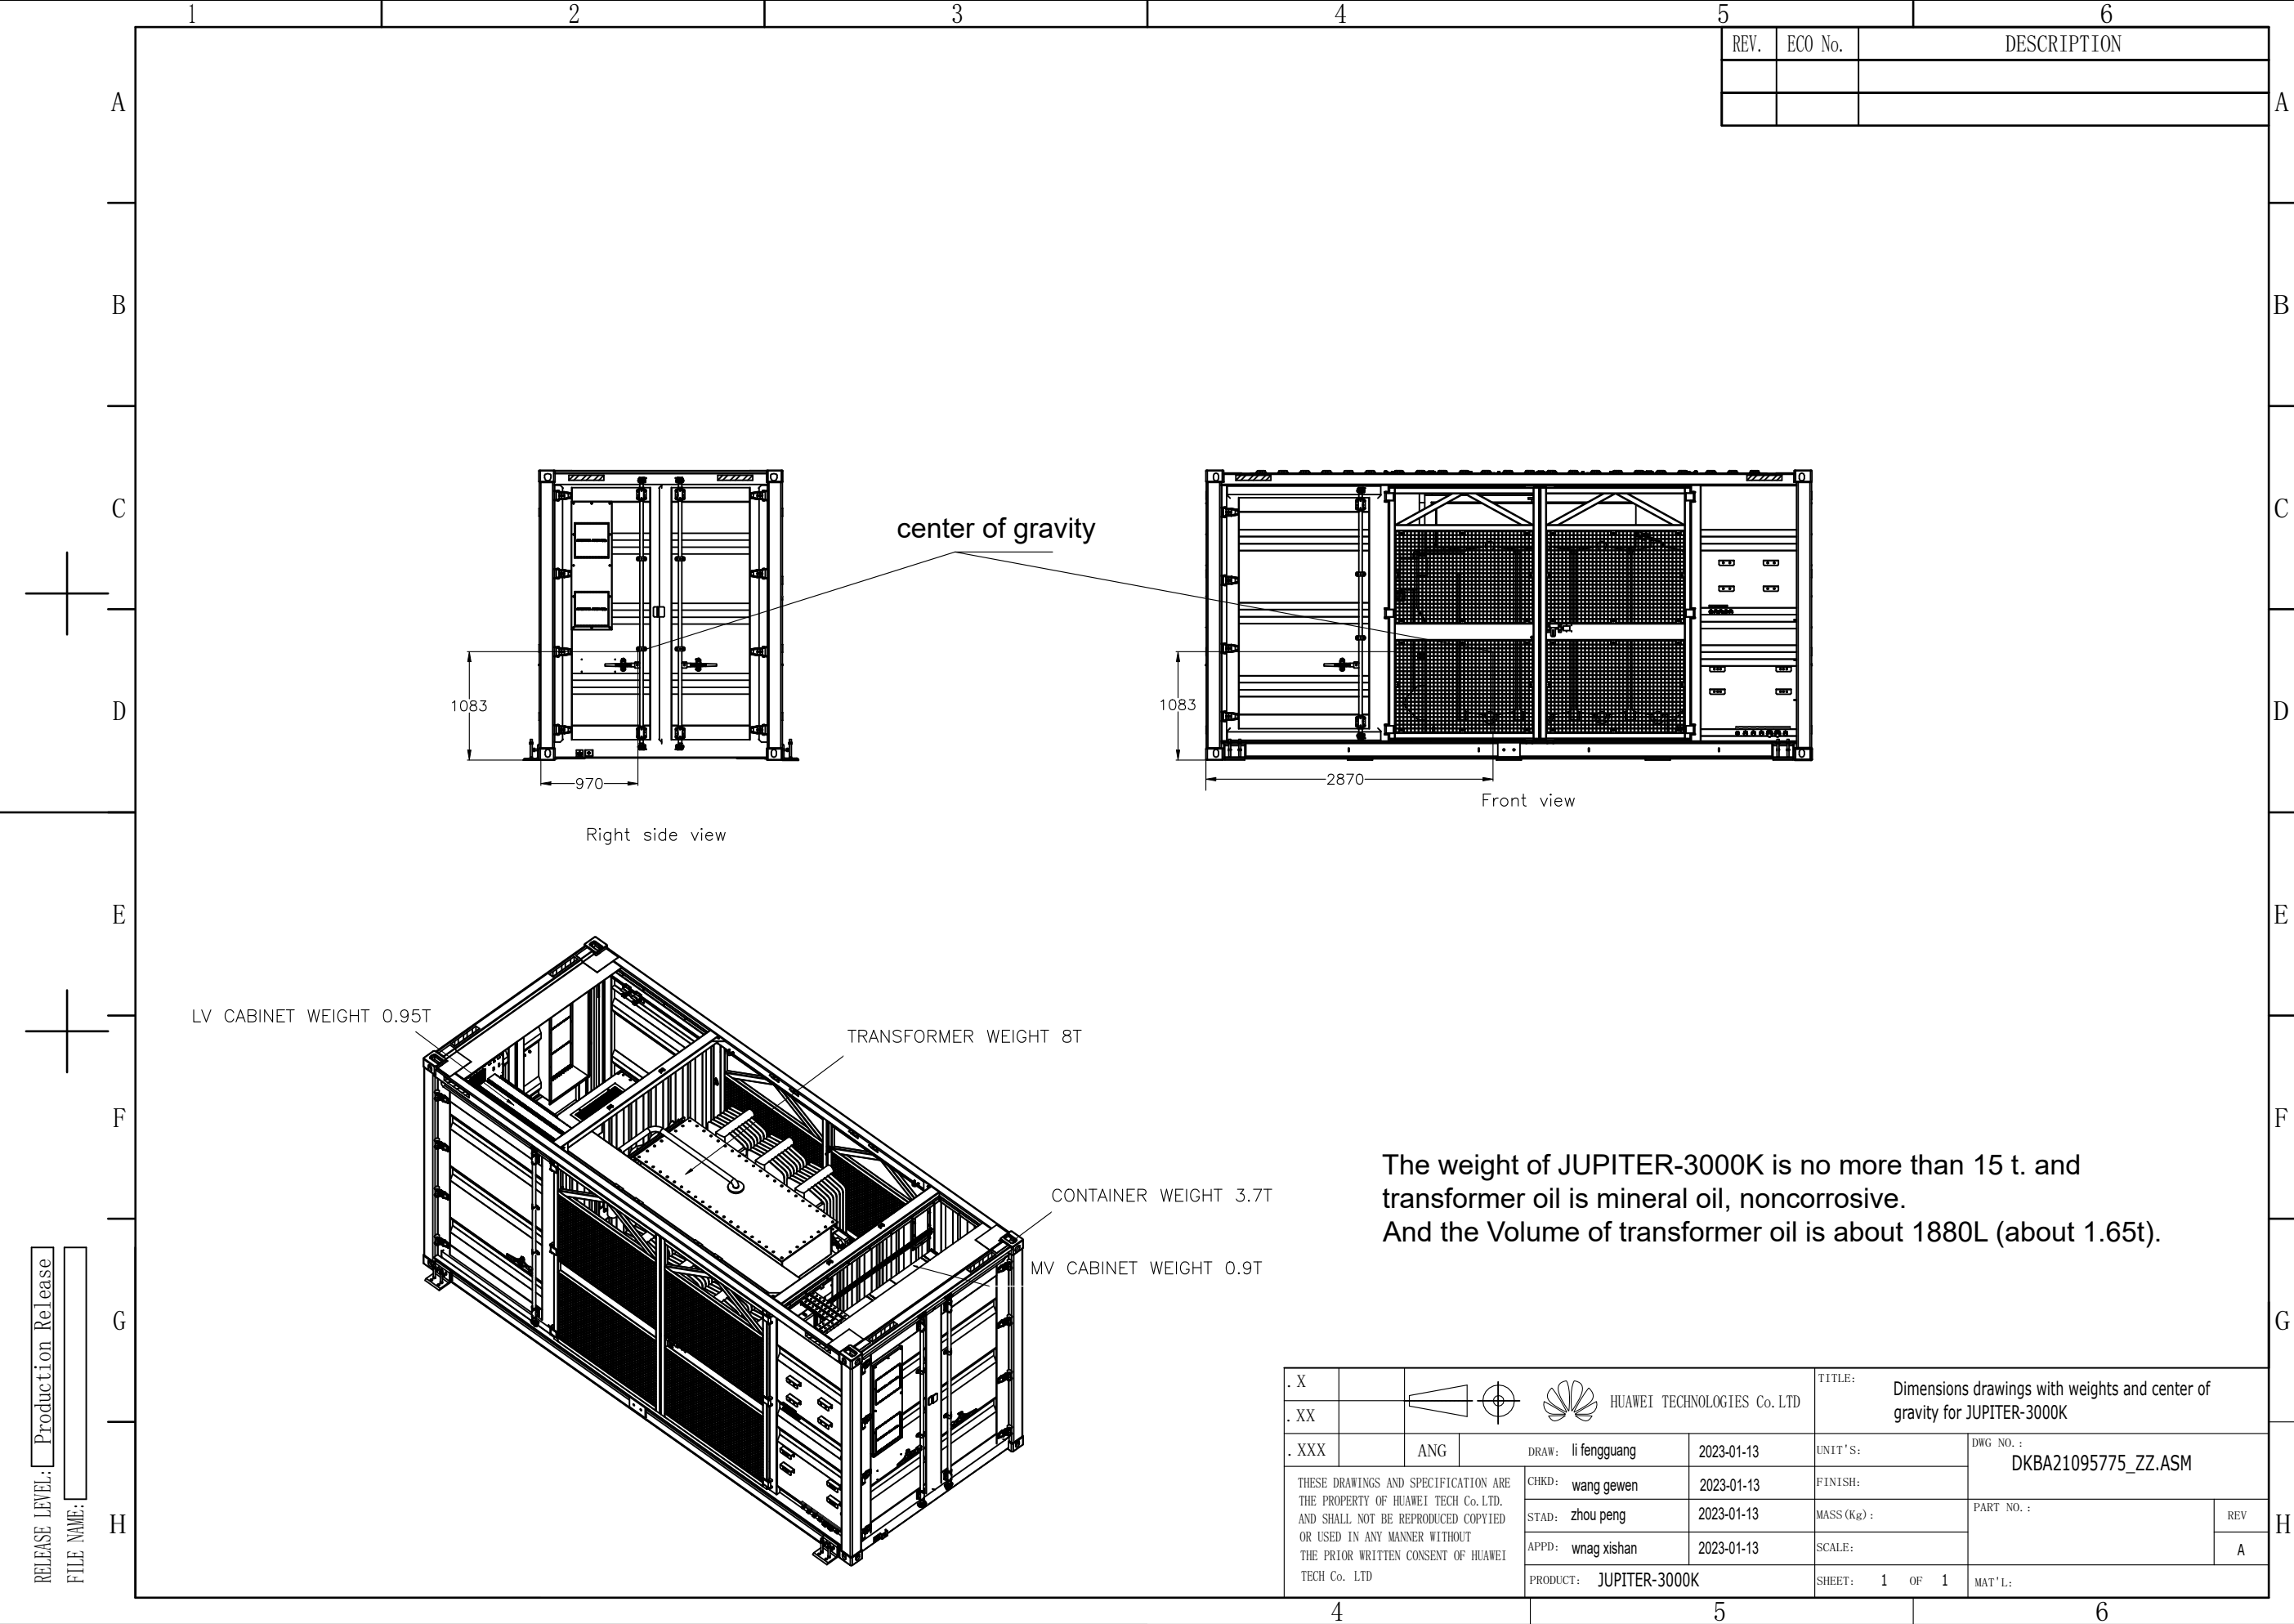 1 2 3 4 5 6
REV. ECO No. DESCRIPTION
A A
B B
C C
center of gravity
D D
1083 1083
970 2870
Front view
Right side view
E E
LV CABINET WEIGHT 0.95T
TRANSFORMER WEIGHT 8T
F F
The weight of JUPITER-3000K is no more than 15 t. and
transformer oil is mineral oil, noncorrosive.
And the Volume of transformer oil is about 1880L (about 1.65t).
CONTAINER WEIGHT 3.7T
MV CABINET WEIGHT 0.9T
G G
RELEASE LEVEL: Production Release
FILE NAME:
H H
.X
.XX
.XXX ANG
HUAWEI TECHNOLOGIES Co.LTD
TITLE:
Dimensions drawings with weights and center of
gravity for JUPITER-3000K
DRAW: li fengguang 2023-01-13
CHKD: wang gewen 2023-01-13
STAD: zhou peng 2023-01-13
APPD: wnag xishan 2023-01-13
PRODUCT: JUPITER-3000K
THESE DRAWINGS AND SPECIFICATION ARE
THE PROPERTY OF HUAWEI TECH Co.LTD.
AND SHALL NOT BE REPRODUCED COPYIED
OR USED IN ANY MANNER WITHOUT
THE PRIOR WRITTEN CONSENT OF HUAWEI
TECH Co. LTD
UNIT'S:
FINISH:
MASS(Kg):
SCALE:
SHEET: 1 OF 1
DWG NO.:
DKBA21095775_ZZ.ASM
PART NO.:
REV
A
MAT'L:
4 5 6